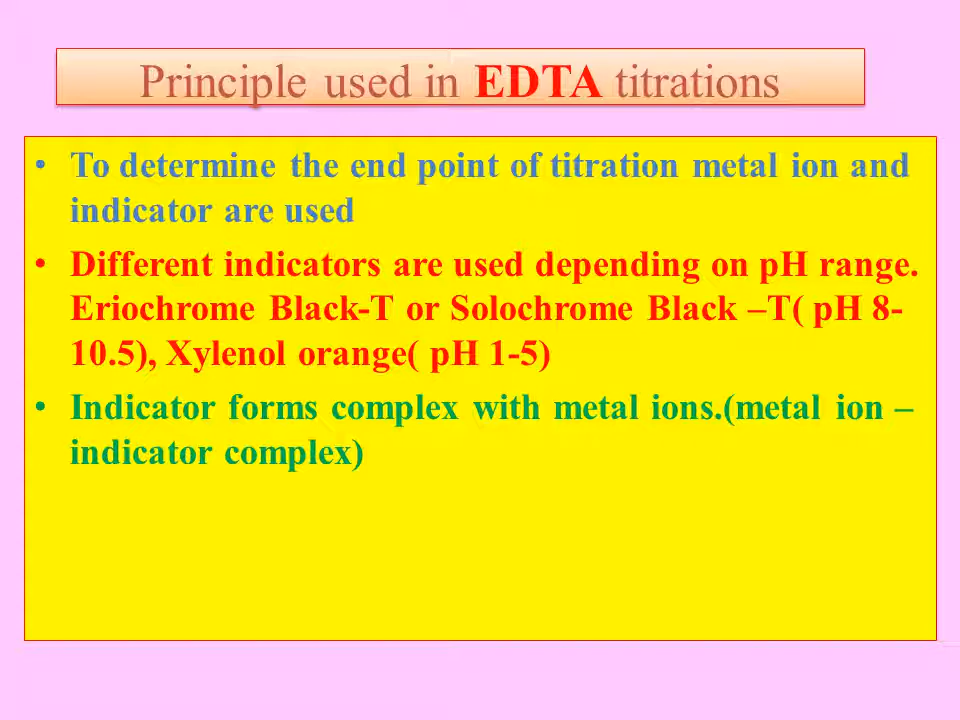 Principle used in EDTA titrations
• To determine the end point of titration metal ion and
indicator are used
• Different indicators are used depending on pH range.
Eriochrome Black-T or Solochrome Black –T( pH 8-
10.5), Xylenol orange( pH 1-5)
• Indicator forms complex with metal ions.(metal ion –
indicator complex)